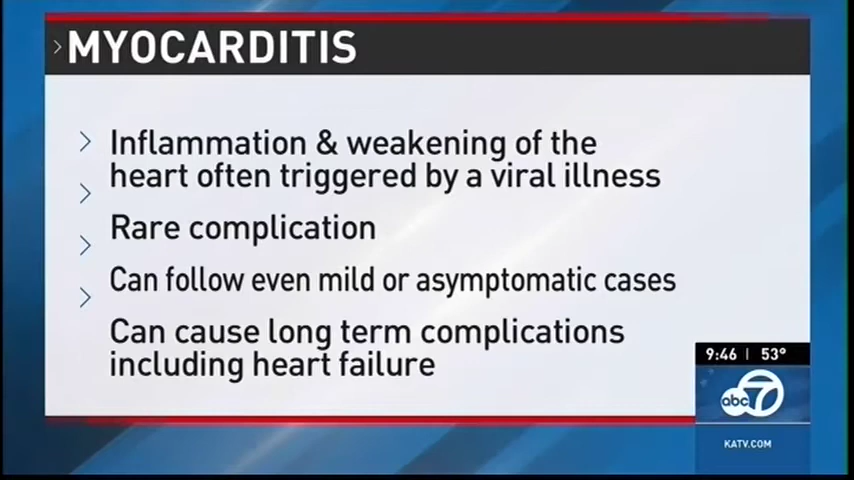 MYOCARDITIS
Inflammation & weakening of the
heart often triggered by a viral illness
Rare complication
Can follow even mild or asymptomatic cases
Can cause long term complications
including heart failure
9:46 | 53°
abc 7
KATV.COM